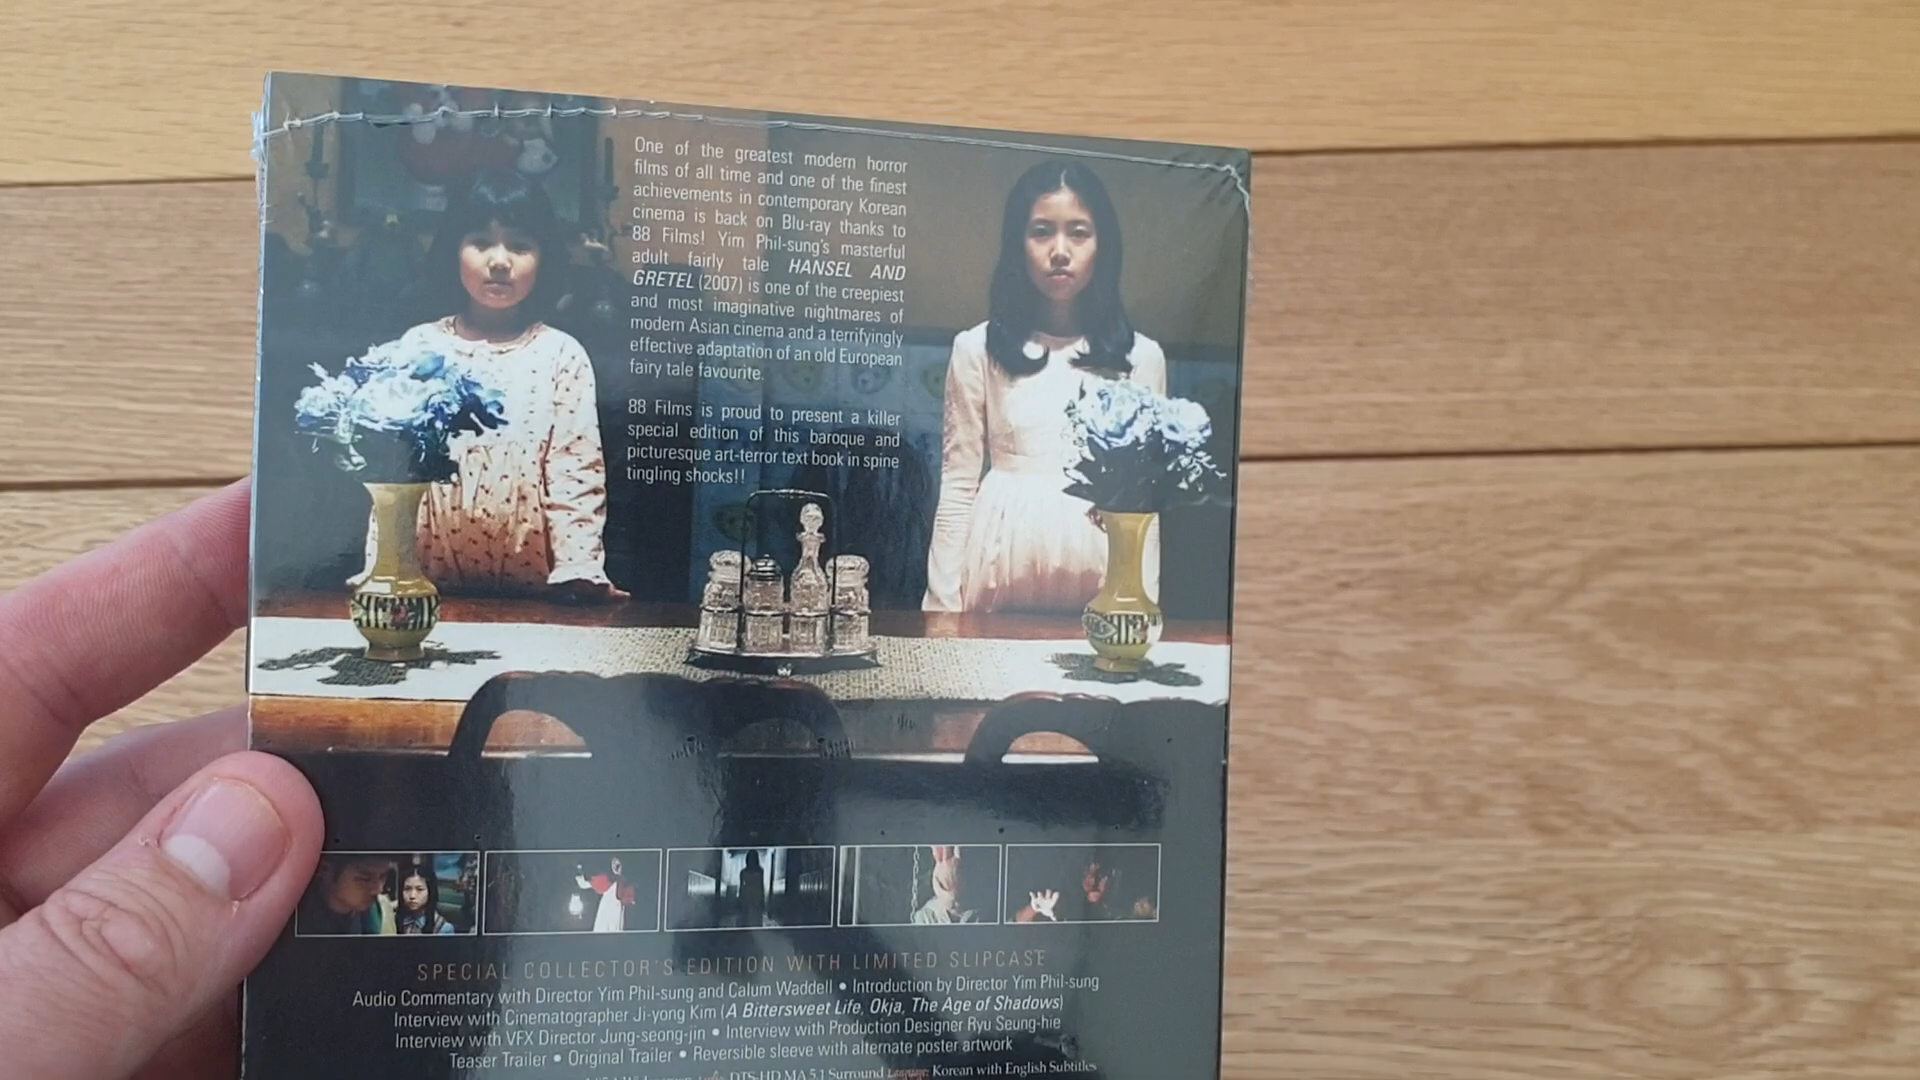 One of the greatest modern horror
films of all time and one of the finest
achievements in contemporary Korean
cinema is back on Blu-ray thanks to
88 Films! Yim Phil-sung's masterful
adult fairly tale HANSEL AND
GRETEL (2007) is one of the creepiest
and most imaginative nightmares of
modern Asian cinema and a terrifyingly
effective adaptation of an old European
fairy tale favourite.
88 Films is proud to present a killer
special edition of this baroque and
picturesque art-terror text book in spine
tingling shocks!!
SPECIAL COLLECTOR'S EDITION WITH LIMITED SLIPCASE
Audio Commentary with Director Yim Phil-sung and Calum Waddell • Introduction by Director Yim Phil-sung
Interview with Cinematographer Ji-yong Kim (A Bittersweet Life, Okja, The Age of Shadows)
Interview with VFX Director Jung-seong-jin • Interview with Production Designer Ryu Seung-hie
Teaser Trailer • Original Trailer • Reversible sleeve with alternate poster artwork
DTS-HD MA 5.1 Surround Language: Korean with English Subtitles